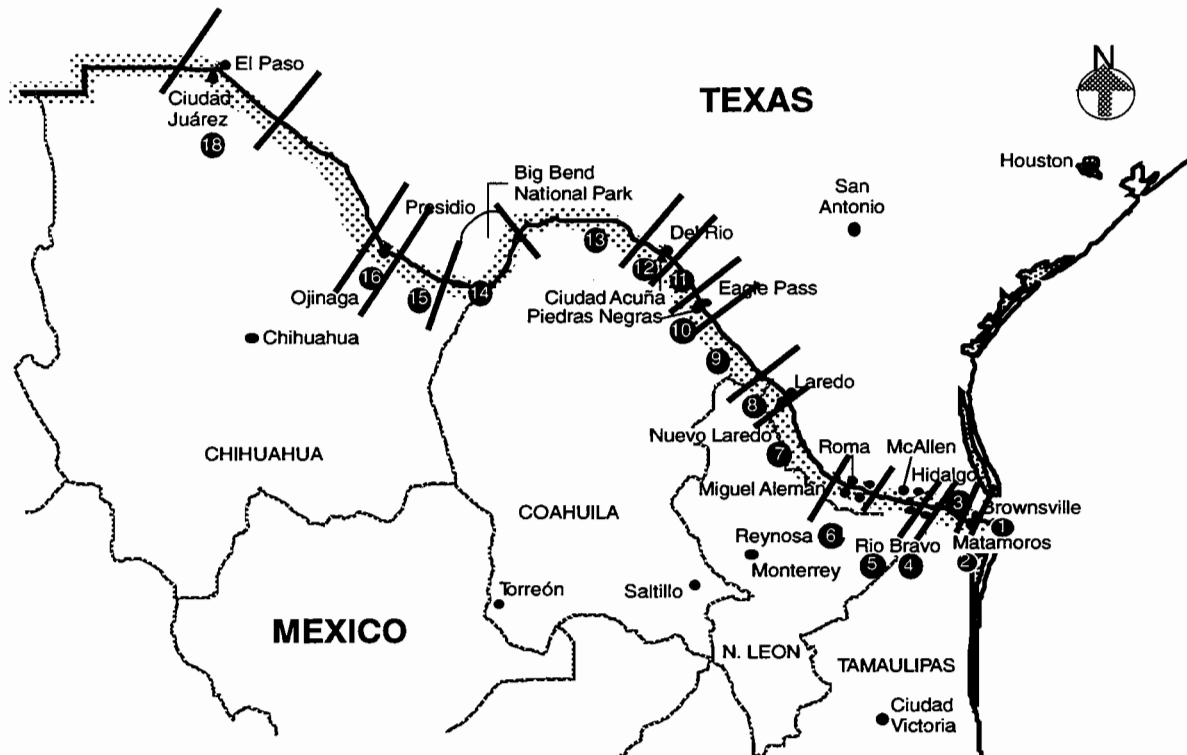 N
El Paso
Ciudad
Juárez
18
TEXAS
Houston
Big Bend
National Park
San
Antonio
Presidio
13
Del Rio
12
11
16
15
14
Ojinaga
Ciudad Acuña
Eagle Pass
Piedras Negras
10
Chihuahua
9
8
Laredo
Nuevo Laredo
7
CHIHUAHUA
Roma
McAllen
Hidalgo
Miguel Alemán
3
Brownsville
1
COAHUILA
Reynosa
6
Rio Bravo
Matamoros
5
4
2
Monterrey
Torreón
Saltillo
MEXICO
N. LEON
TAMAULIPAS
Ciudad
Victoria